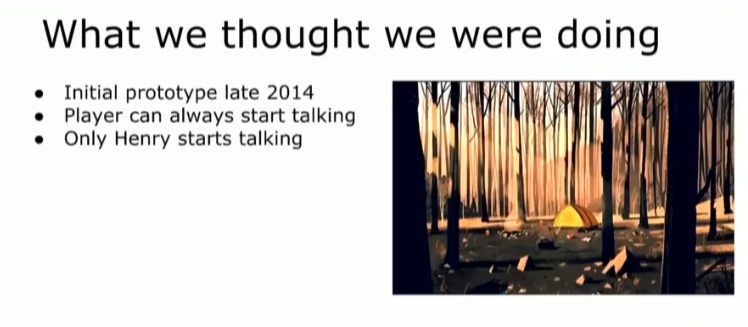 What we thought we were doing
• Initial prototype late 2014
• Player can always start talking
• Only Henry starts talking